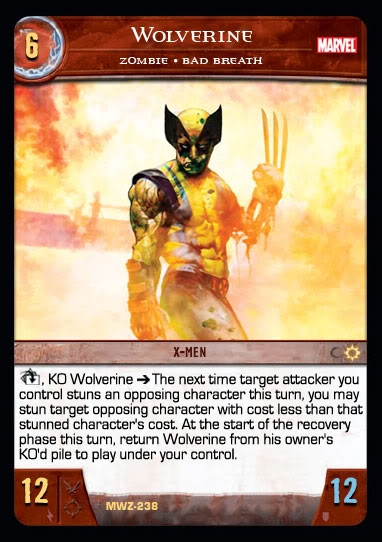 6
WOLVERINE
MARVEL
ZOMBIE • BAD BREATH
X-MEN
, KO Wolverine ➔ The next time target attacker you
control stuns an opposing character this turn, you may
stun target opposing character with cost less than that
stunned character's cost. At the start of the recovery
phase this turn, return Wolverine from his owner's
KO'd pile to play under your control.
12
MWZ-238
12